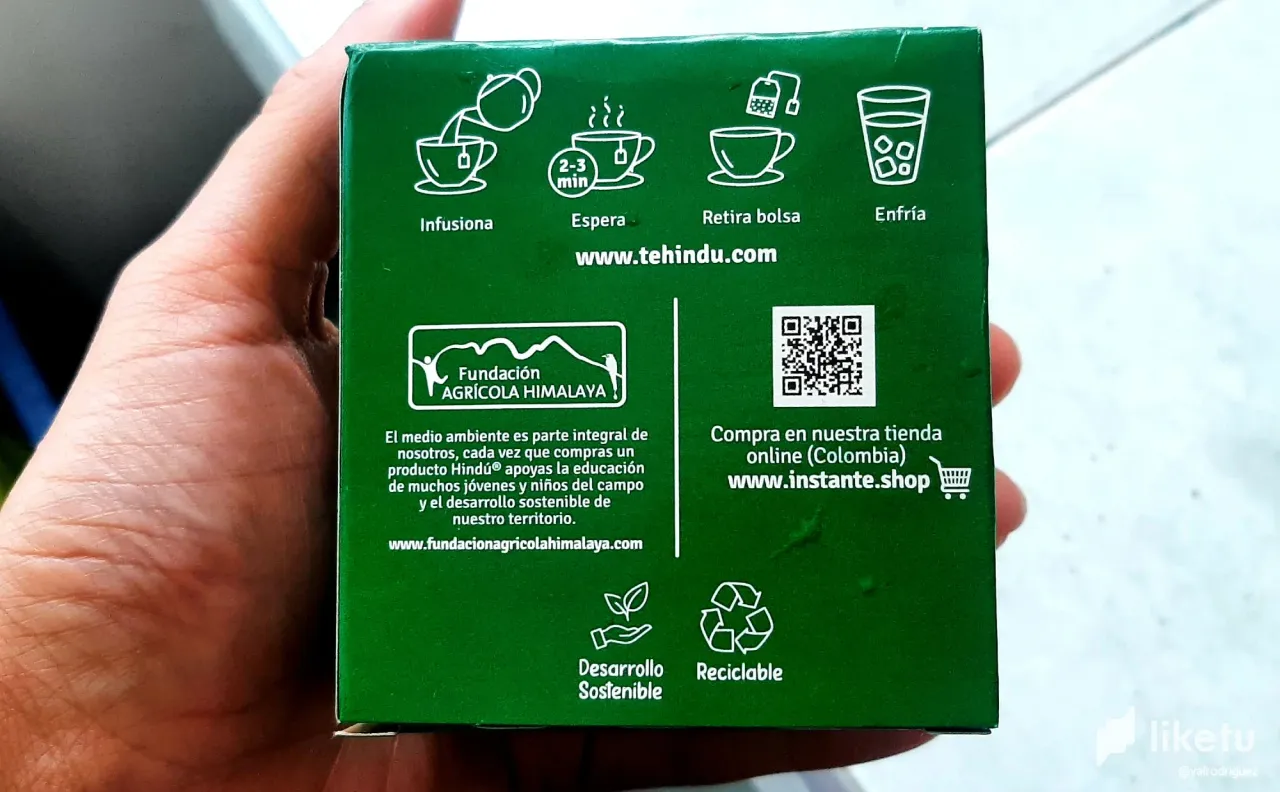 2-3
min
Infusiona
Espera
Retira bolsa
Enfría
www.tehindu.com
Fundación
AGRÍCOLA HIMALAYA
El medio ambiente es parte integral de
nosotros, cada vez que compras un
producto Hindú® apoyas la educación
de muchos jóvenes y niños del campo
y el desarrollo sostenible de
nuestro territorio.
www.fundacionagricolahimalaya.com
Compra en nuestra tienda
online (Colombia)
www.instante.shop
Desarrollo
Sostenible
Reciclable
liketu